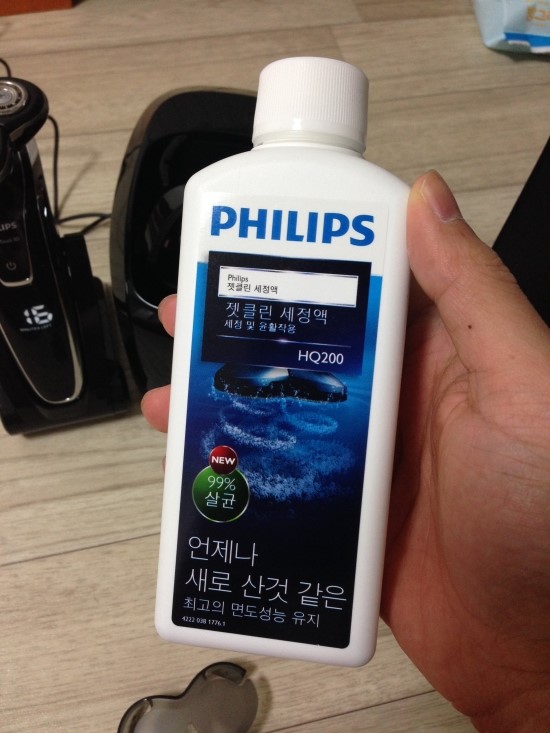 PHILIPS
Philips
젯클린 세정액
젯클린 세정액
세정 및 윤활작용
HQ200
NEW
99%
살균
언제나
새로 산것 같은
최고의 면도성능 유지
4222 038 1776.1
16